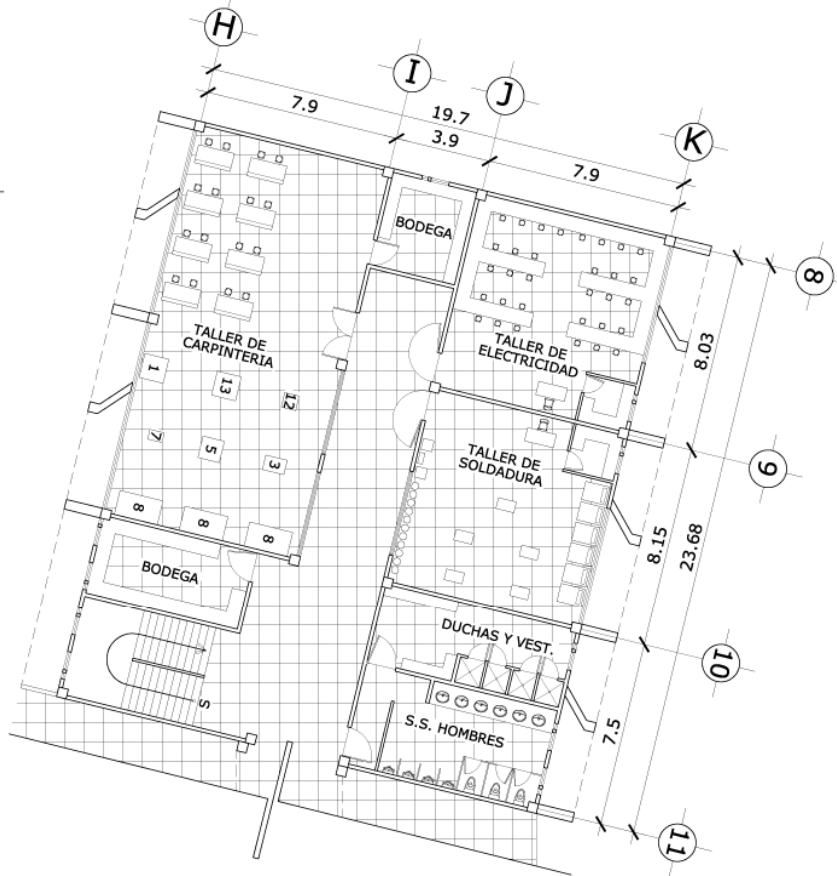 H
I
J
K
7.9
19.7
3.9
7.9
BODEGA
8
TALLER DE
CARPINTERIA
TALLER DE
ELECTRICIDAD
8.03
1
13
12
7
5
3
TALLER DE
SOLDADURA
9
8
8
8
8.15
23.68
BODEGA
DUCHAS Y VEST.
10
S
S.S. HOMBRES
7.5
11